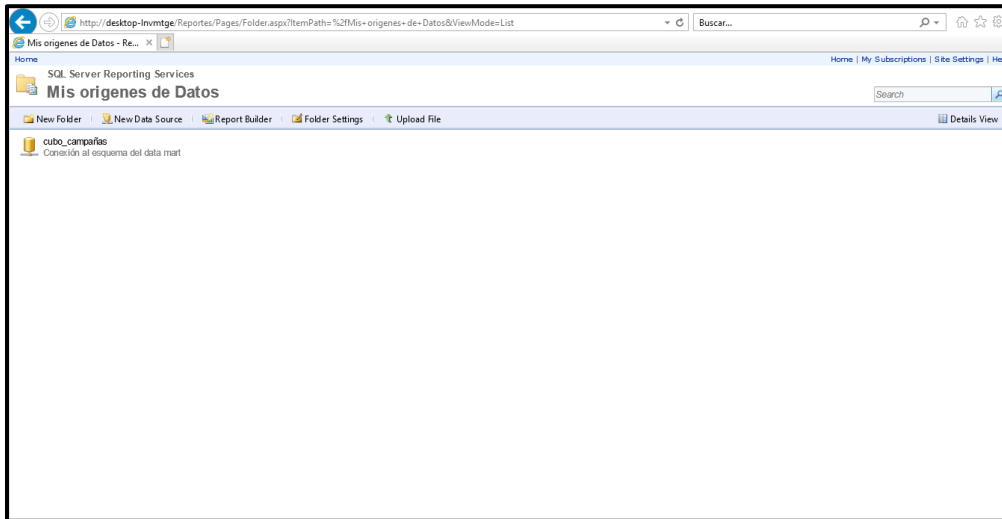 http://desktop-lnvmtge/Reportes/Pages/Folder.aspx?ItemPath=%2fMis+origenes+de+Datos&ViewMode=List Buscar...
Mis origenes de Datos - Re...
Home Home | My Subscriptions | Site Settings | He
SQL Server Reporting Services
Mis origenes de Datos
Search
New Folder New Data Source Report Builder Folder Settings Upload File Details View
cubo_campañas
Conexión al esquema del data mart